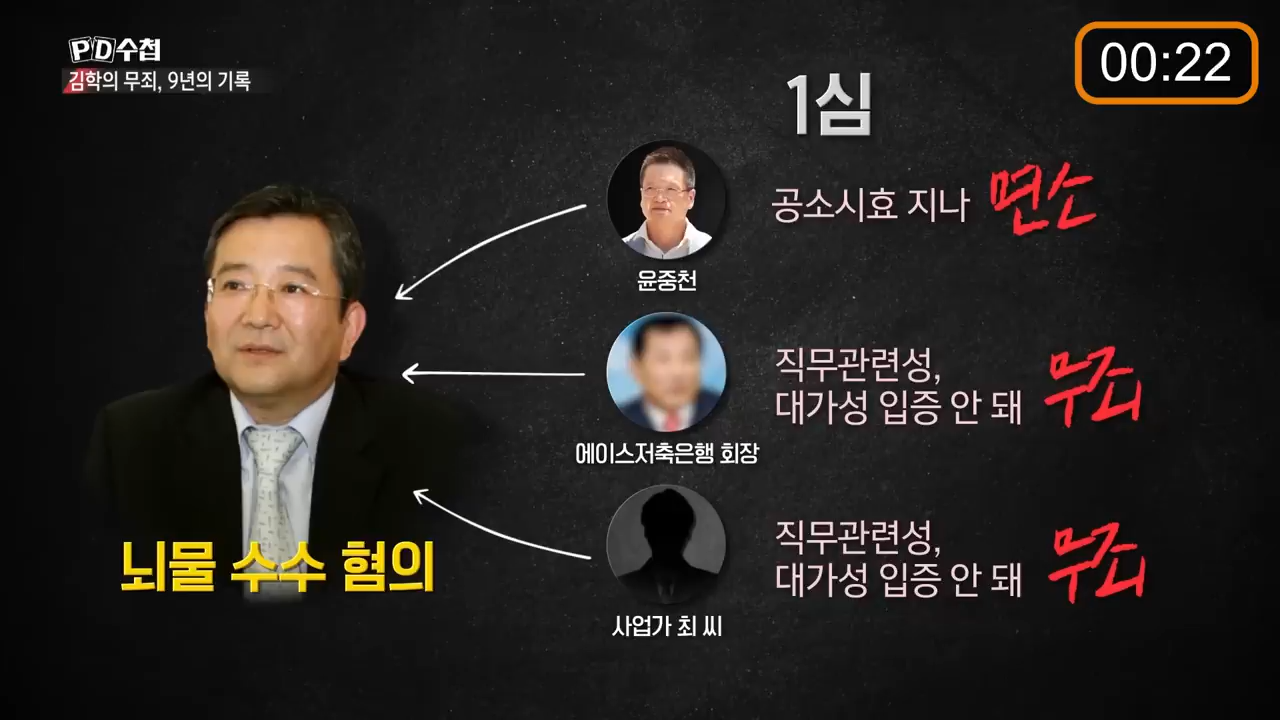 PD수첩
김학의 무죄, 9년의 기록
00:22
1심
공소시효 지나 면소
윤중천
직무관련성,
대가성 입증 안 돼 무죄
에이스저축은행 회장
직무관련성,
대가성 입증 안 돼 무죄
사업가 최 씨
뇌물 수수 혐의